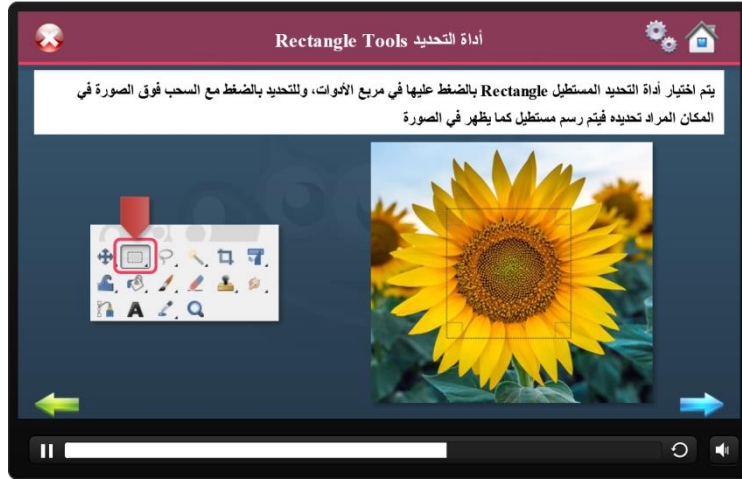 أداة التحديد Rectangle Tools
يتم اختيار أداة التحديد المستطيل Rectangle بالضغط عليها في مربع الأدوات، وللتحديد بالضغط مع السحب فوق الصورة في
المكان المراد تحديده فيتم رسم مستطيل كما يظهر في الصورة
A